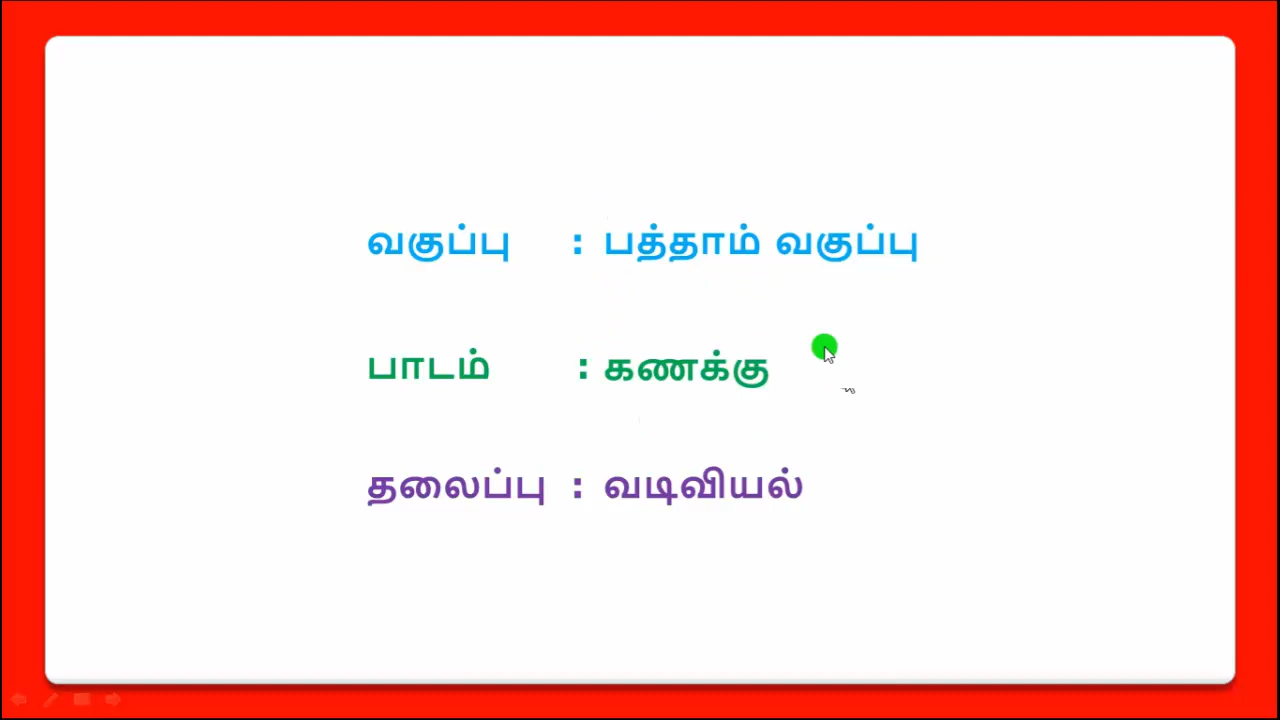 வகுப்பு : பத்தாம் வகுப்பு
பாடம் : கணக்கு
தலைப்பு : வடிவியல்